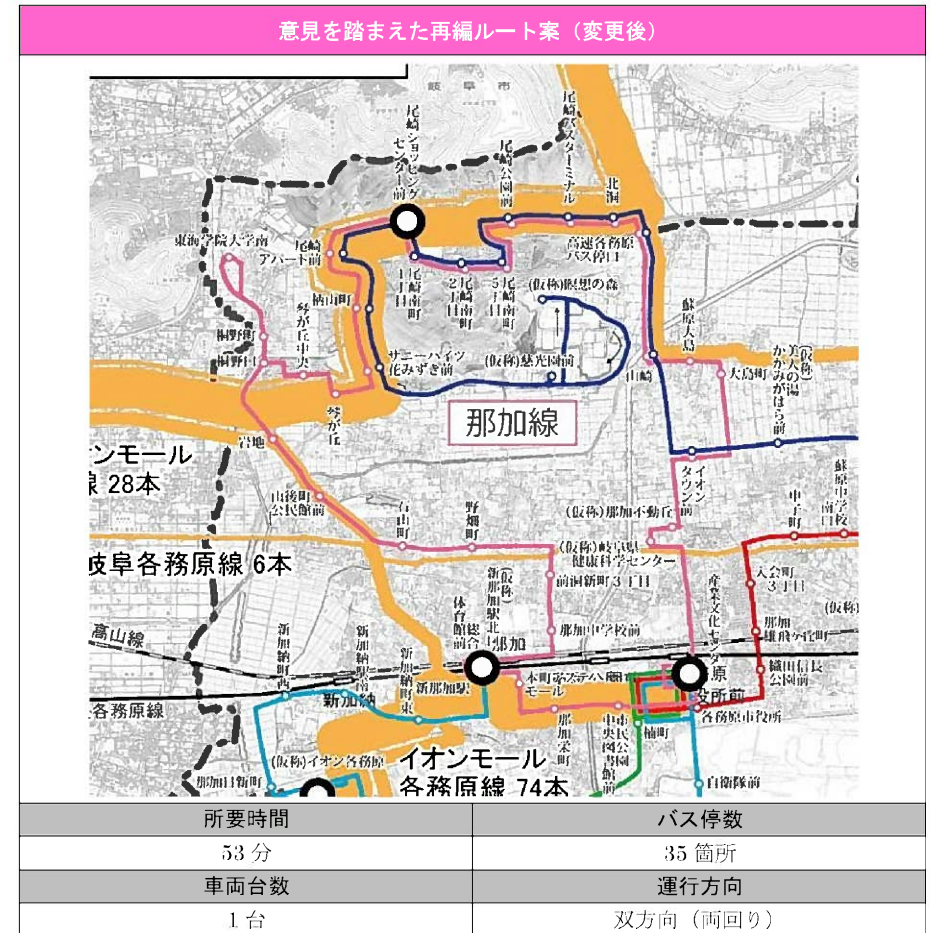 意見を踏まえた再編ルート案（変更後）
岐阜市
尾崎ショッピング
センター前
尾崎公園前
尾崎バスターミナル
北洞
東海学院大学南
尾崎
アパート前
高速各務原
バス停口
柄山町
琴が丘中央
尾崎南町
1丁目
尾崎南町
2丁目
尾崎南町
5丁目
(仮称)瞑想の森
蘇原大島
桐野町
桐野口
サニーハイツ
花みずき前
(仮称)慈光園前
山崎
大島町
(仮称)
美人の湯
かかみがはら前
琴が丘
那加線
岩地
ンモール
線 28本
イオン
タウン前
蘇原中学校
南口
山後町
公民館前
野畑町
(仮称)那加不動丘
中子町
岐阜各務原線 6本
(仮称)岐阜県
健康科学センター
前洞新町3丁目
入会町
3丁目
(仮称)
新那加駅北口
総合
体育館前
産業文化センター
(仮称)
高山線
新加納町西
新加納駅南
新加納町東
那加
那加中学校前
那加
雄飛ケ丘町
織田信長
公園前
各務原線
新加納
新那加駅
本町
モール
原
役所前
各務原市役所
那加栄町
市民公園
中央図書館前
楠町
(仮称)イオン各務原
イオンモール
各務原線 74本
那加日新町
自衛隊前
所要時間
バス停数
53分
35箇所
車両台数
運行方向
1台
双方向（両回り）